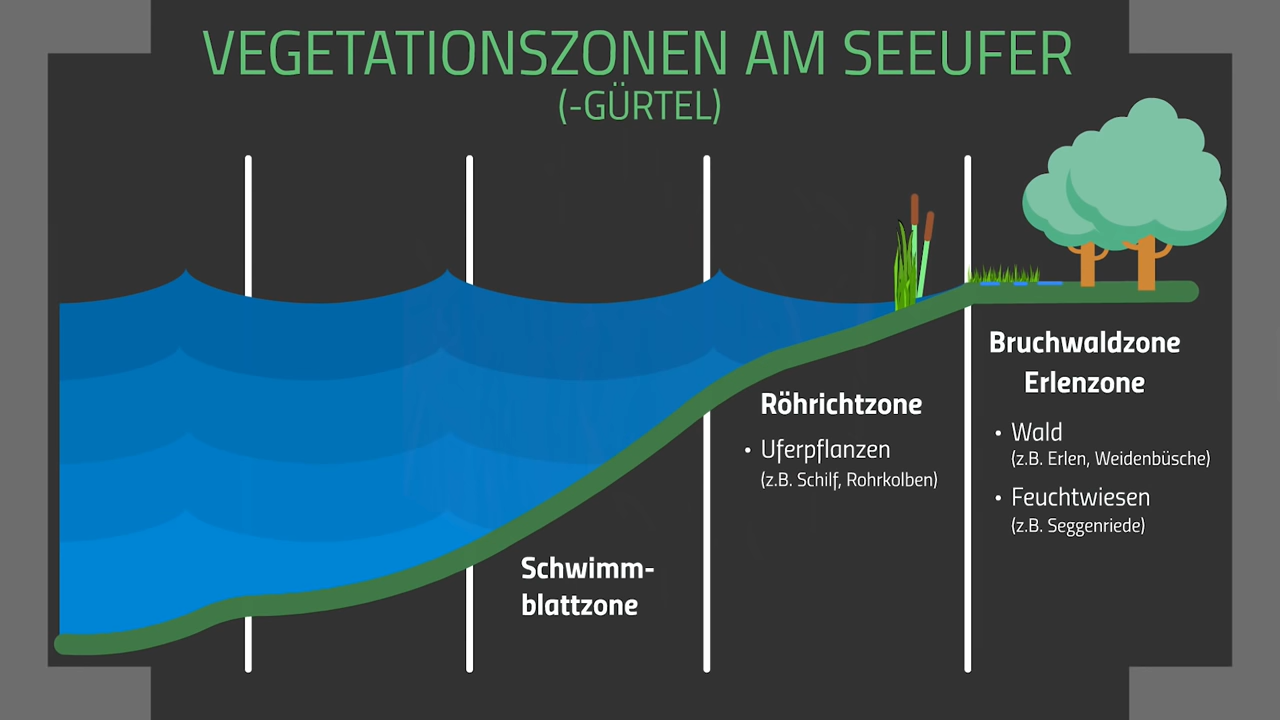 VEGETATIONSZONEN AM SEEUFER
(-GÜRTEL)
Schwimm-
blattzone
Röhrichtzone
• Uferpflanzen
(z.B. Schilf, Rohrkolben)
Bruchwaldzone
Erlenzone
• Wald
(z.B. Erlen, Weidenbüsche)
• Feuchtwiesen
(z.B. Seggenriede)